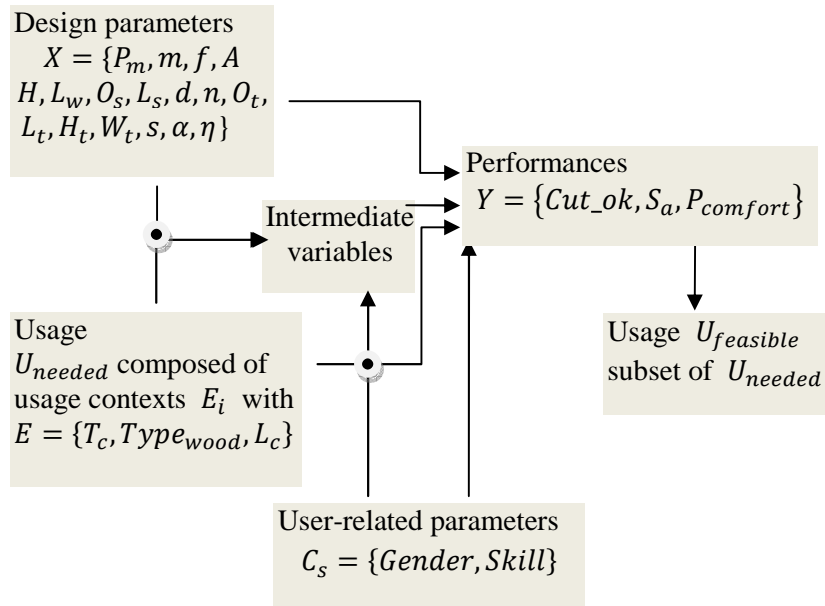 Design parameters
X = {P_m, m, f, A
H, L_w, O_s, L_s, d, n, O_t,
L_t, H_t, W_t, s, α, η}
Performances
Y = {Cut_ok, S_a, P_comfort}
Intermediate
variables
Usage
U_needed composed of
usage contexts E_i with
E = {T_c, Type_wood, L_c}
Usage U_feasible
subset of U_needed
User-related parameters
C_s = {Gender, Skill}